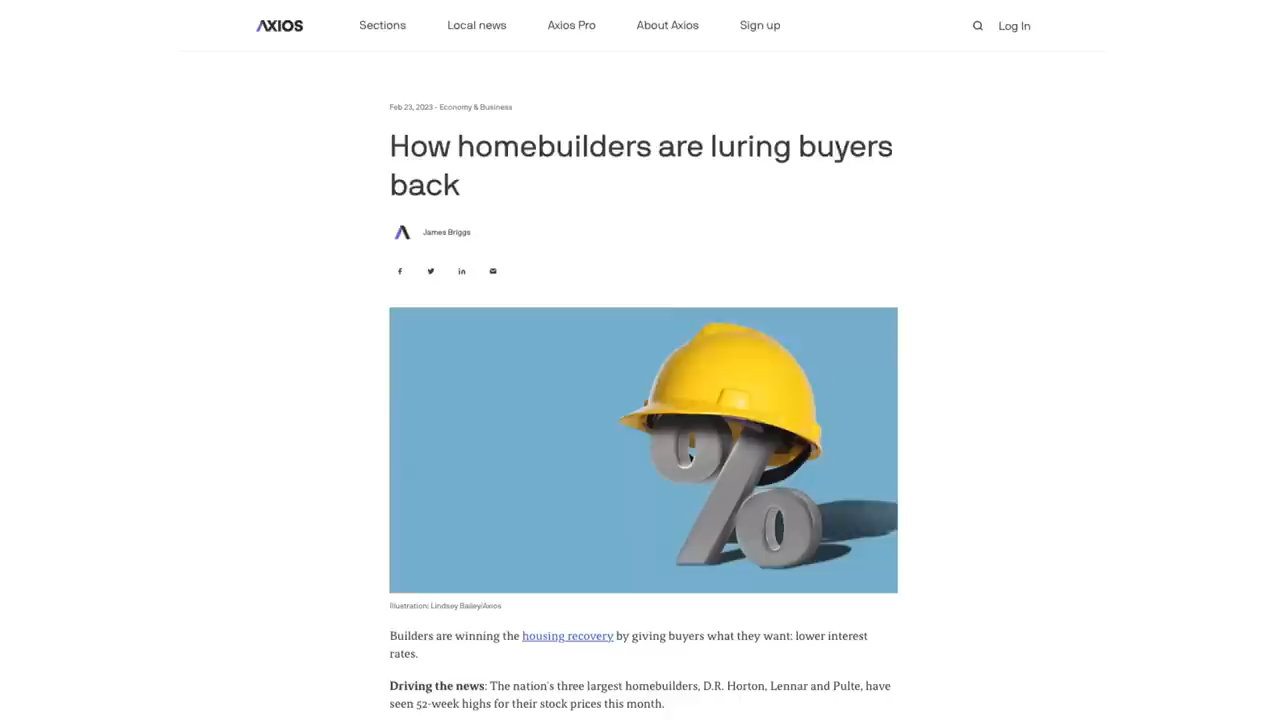 AXIOS Sections Local news Axios Pro About Axios Sign up Log In
Feb 23, 2023 - Economy & Business
How homebuilders are luring buyers
back
James Briggs
%
Illustration: Lindsey Bailey/Axios
Builders are winning the housing recovery by giving buyers what they want: lower interest
rates.
Driving the news: The nation's three largest homebuilders, D.R. Horton, Lennar and Pulte, have
seen 52-week highs for their stock prices this month.